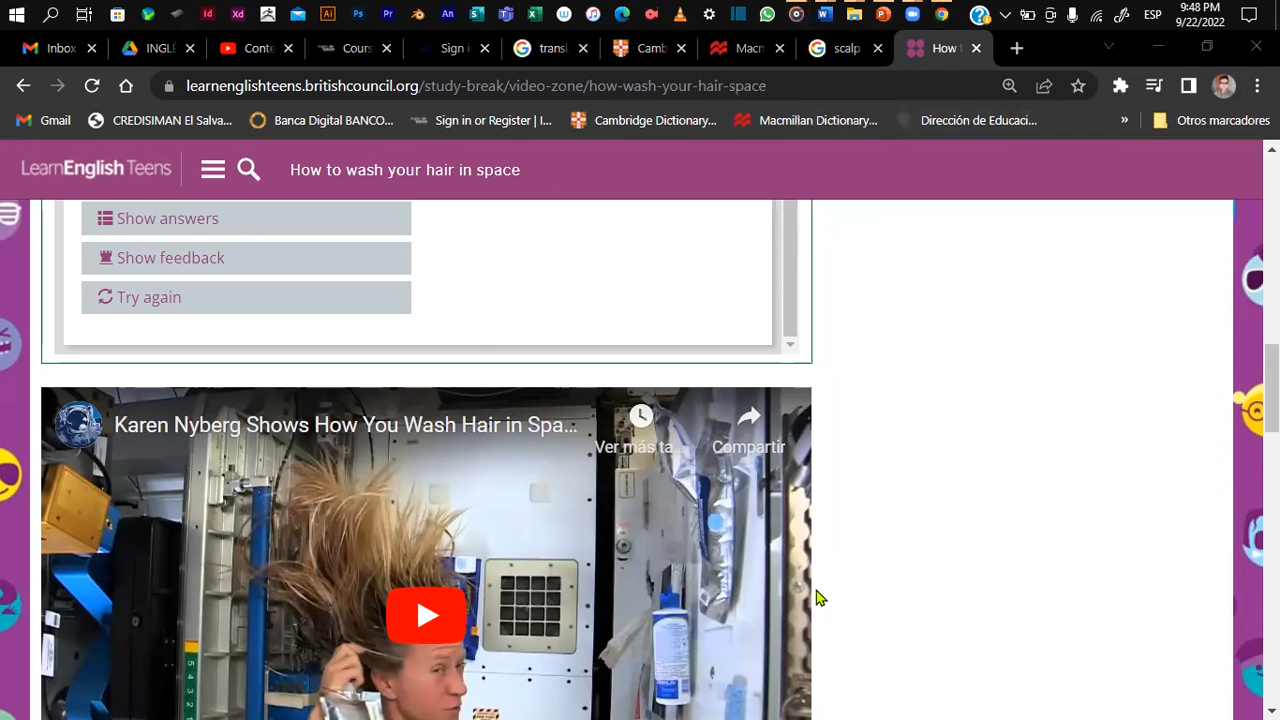 9:48 PM
ESP
9/22/2022
Inbox
INGLÉ
Conte
Cours
Sign i
transl
Camb
Macn
scalp
How t
learnenglishteens.britishcouncil.org/study-break/video-zone/how-wash-your-hair-space
Gmail
CREDISIMAN El Salva...
Banca Digital BANCO...
Sign in or Register | I...
Cambridge Dictionary...
Macmillan Dictionary...
Dirección de Educaci...
»
Otros marcadores
LearnEnglish Teens
How to wash your hair in space
Show answers
Show feedback
Try again
Karen Nyberg Shows How You Wash Hair in Spa...
Ver más ta...
Compartir